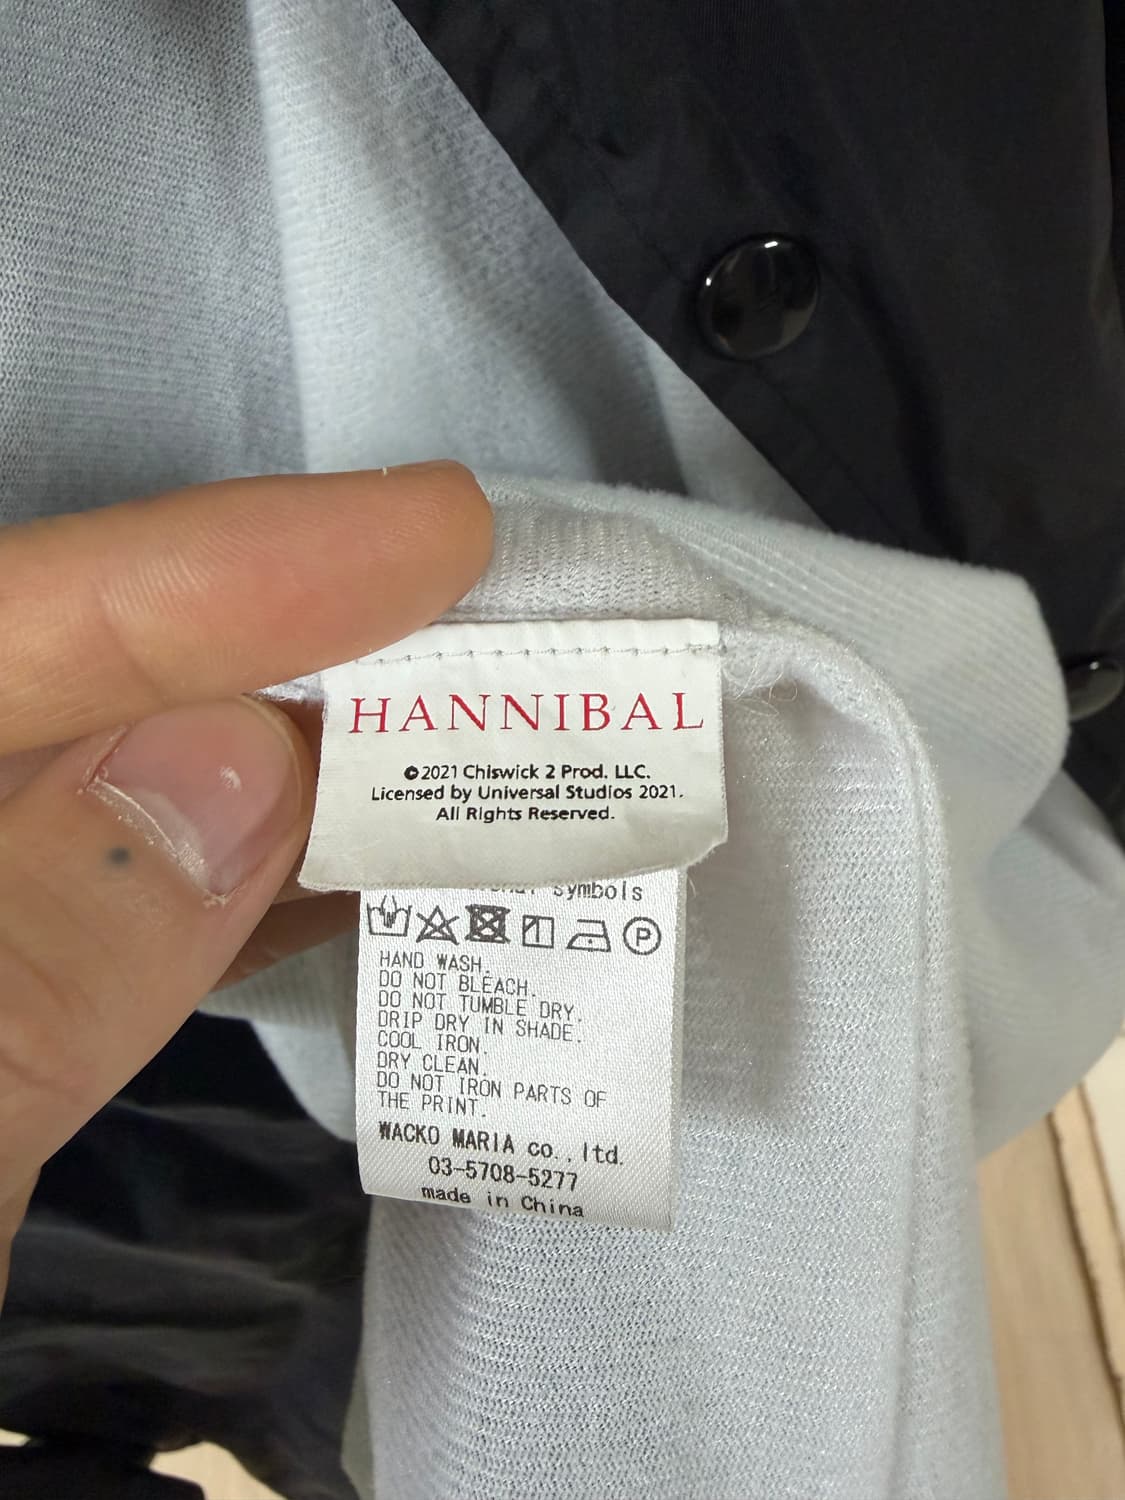 HANNIBAL
©2021 Chiswick 2 Prod. LLC.
Licensed by Universal Studios 2021.
All Rights Reserved.
symbols
P
HAND WASH.
DO NOT BLEACH.
DO NOT TUMBLE DRY.
DRIP DRY IN SHADE.
COOL IRON.
DRY CLEAN.
DO NOT IRON PARTS OF
THE PRINT.
WACKO MARIA co.,ltd.
03-5708-5277
made in China